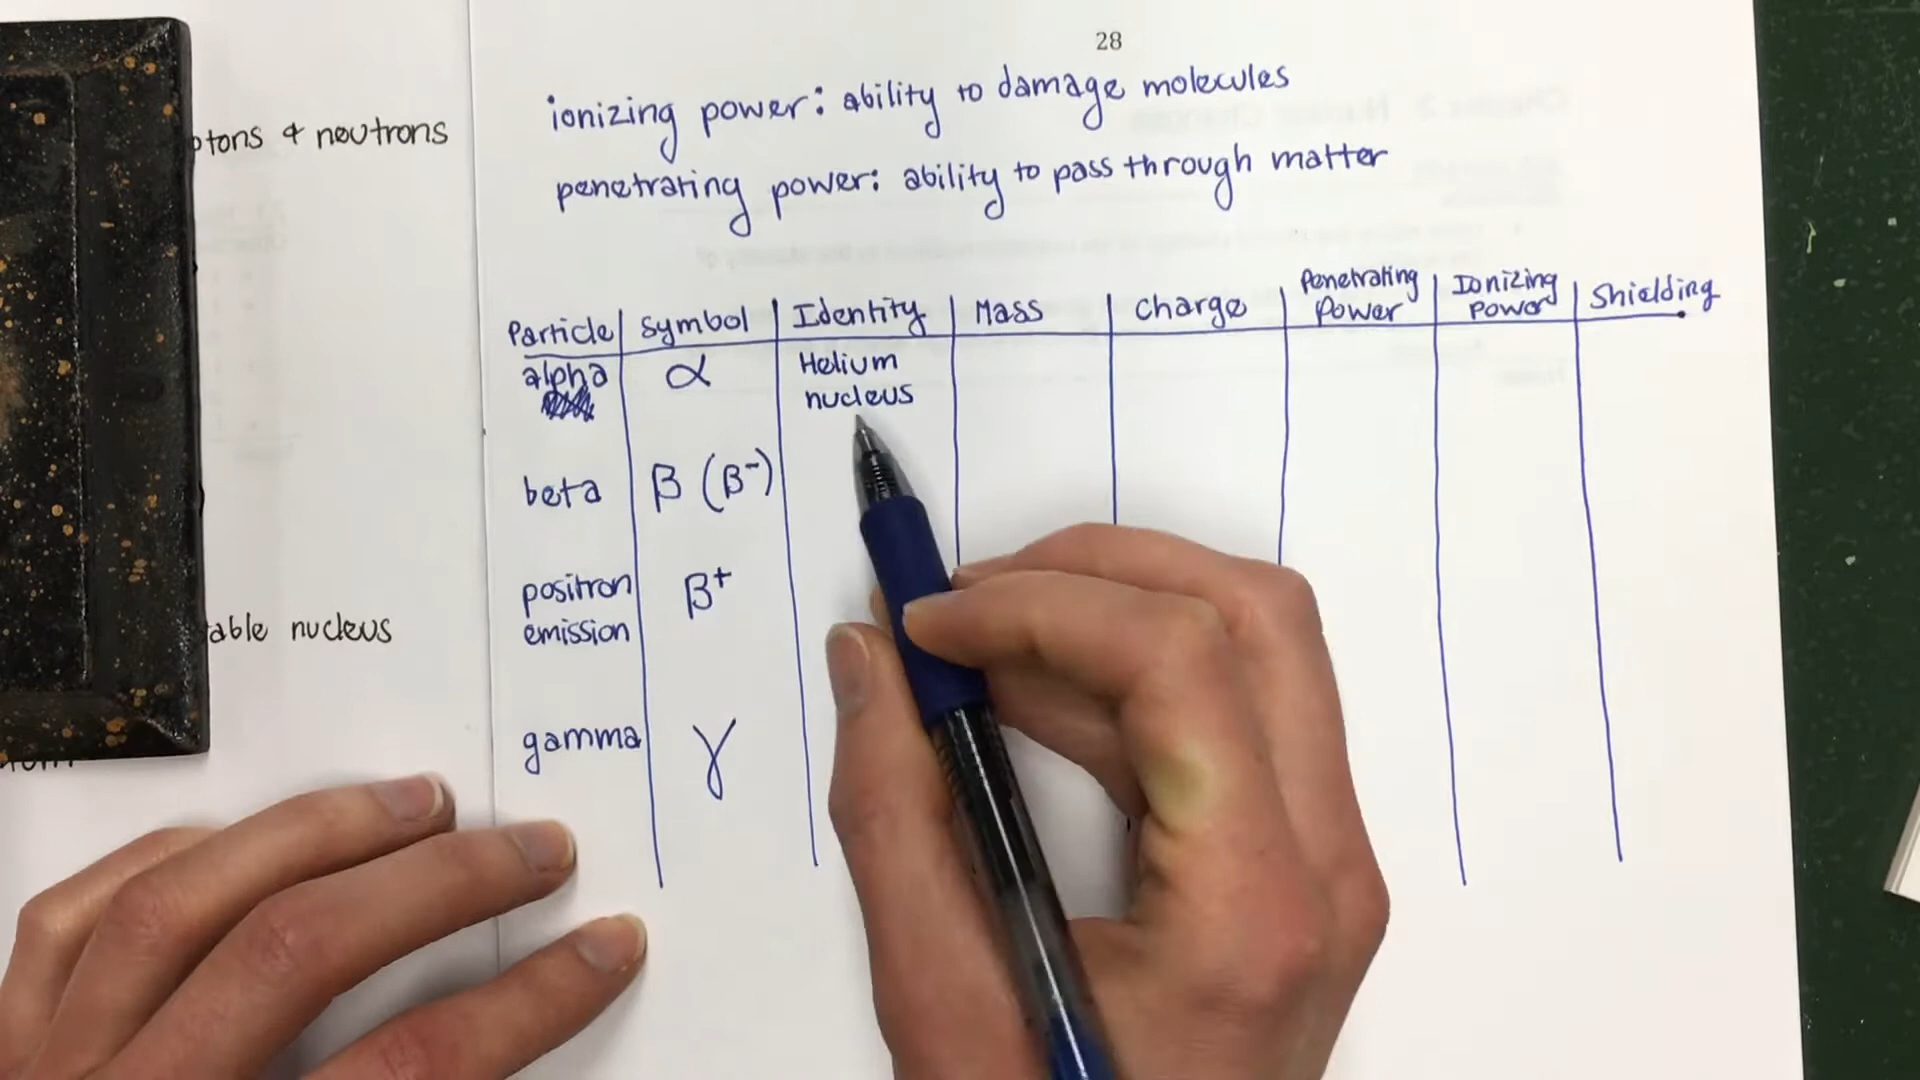 28
ionizing power: ability to damage molecules
penetrating power: ability to pass through matter
otons & neutrons
able nucleus
Particle Symbol Identity Mass Charge Penetrating Power Ionizing Power Shielding
alpha α Helium nucleus
beta β (β⁻)
positron emission β⁺
gamma γ